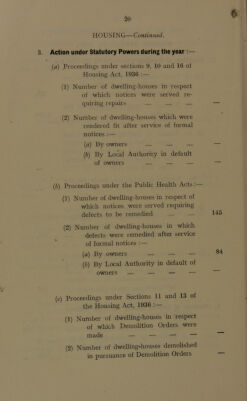 20
HOUSING—Continued.
3. Action under Statutory Powers during the year :—
(a) Proceedings under sections 9, 10 and 16 of
Housing Act, 1936 :—
(1) Number of dwelling-houses in respect
of which notices were served re-
quiring repairs ... ... ... —
(2) Number of dwelling-houses which were
rendered fit after service of formal
notices :—
(a) By owners ... ... ... —
(b) By Local Authority in default
of owners ... ... ... —
(b) Proceedings under the Public Health Acts:—
(1) Number of dwelling-houses in respect of
which notices were served requiring
defects to be remedied ... ... 145
(2) Number of dwelling-houses in which
defects were remedied after service
of formal notices :—
(a) By owners ... ... ... 84
(b) By Local Authority in default of
owners ... ... ... ... —
(c) Proceedings under Sections 11 and 13 of
the Housing Act, 1936 :—
(1) Number of dwelling-houses in respect
of which Demolition Orders were
made ... ... ... ... —
(2) Number of dwelling-houses demolished
in pursuance of Demolition Orders —